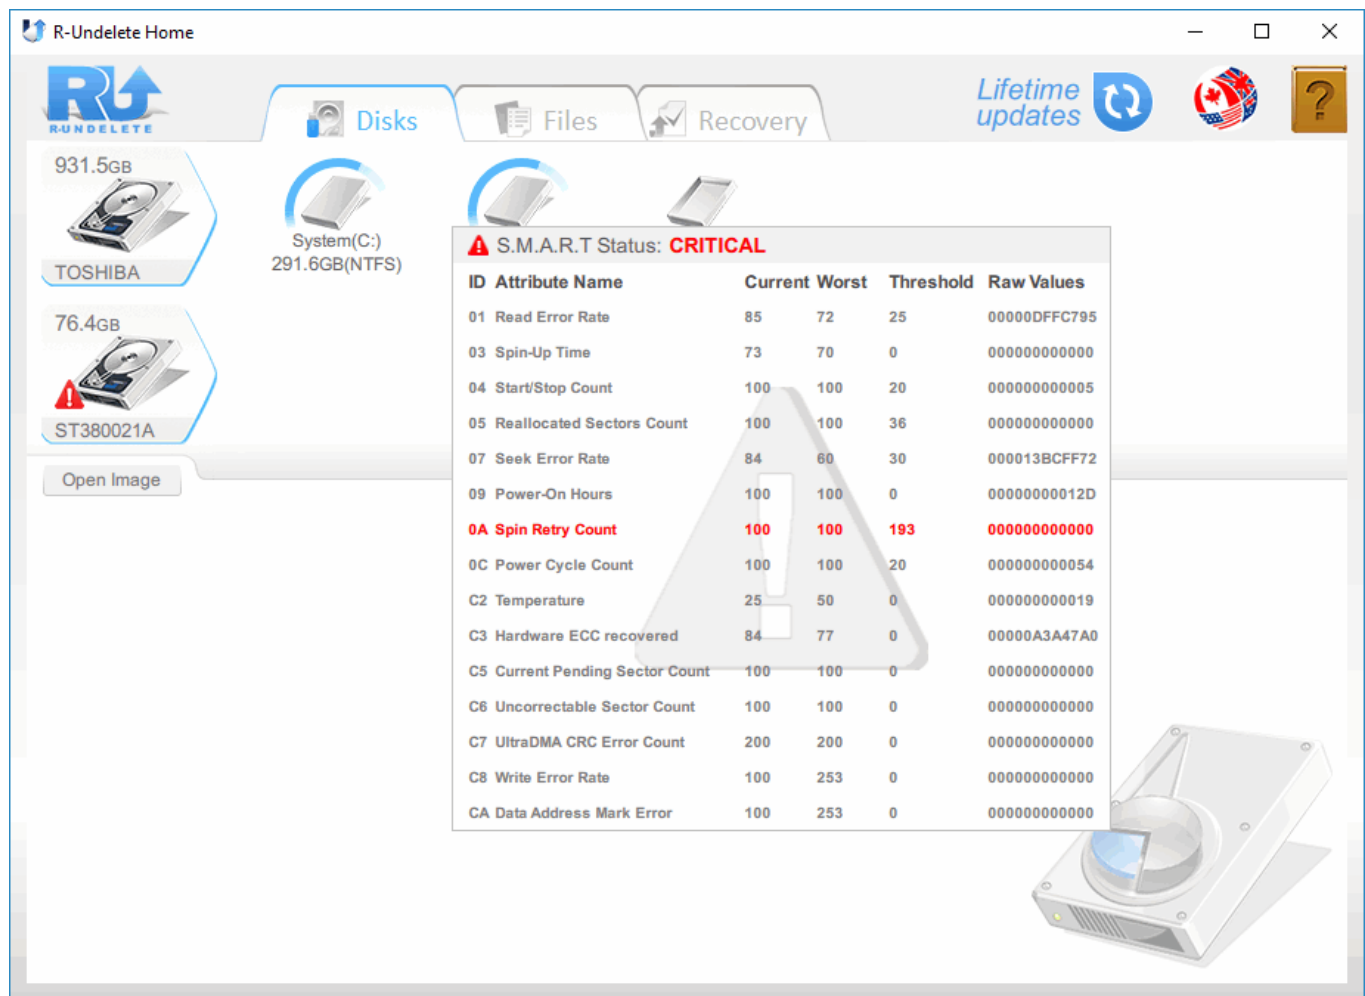 R-Undelete Home
RU
R-UNDELETE
Disks
Files
Recovery
Lifetime
updates
?
931.5GB
TOSHIBA
76.4GB
ST380021A
Open Image
System(C:)
291.6GB(NTFS)
S.M.A.R.T Status: CRITICAL
ID Attribute Name Current Worst Threshold Raw Values
01 Read Error Rate 85 72 25 00000DFFC795
03 Spin-Up Time 73 70 0 000000000000
04 Start/Stop Count 100 100 20 000000000005
05 Reallocated Sectors Count 100 100 36 000000000000
07 Seek Error Rate 84 60 30 000013BCFF72
09 Power-On Hours 100 100 0 00000000012D
0A Spin Retry Count 100 100 193 000000000000
0C Power Cycle Count 100 100 20 000000000054
C2 Temperature 25 50 0 000000000019
C3 Hardware ECC recovered 84 77 0 00000A3A47A0
C5 Current Pending Sector Count 100 100 0 000000000000
C6 Uncorrectable Sector Count 100 100 0 000000000000
C7 UltraDMA CRC Error Count 200 200 0 000000000000
C8 Write Error Rate 100 253 0 000000000000
CA Data Address Mark Error 100 253 0 000000000000